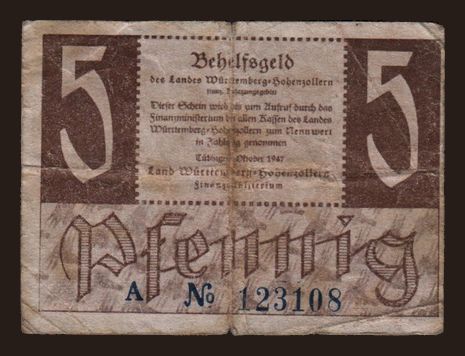 5 5
Behelfsgeld
des Landes Württemberg-Hohenzollern
Dieser Schein wird bis zum Aufruf durch das
Finanzministerium bei allen Kassen des Landes
Württemberg-Hohenzollern zum Nennwert
in Zahlung genommen
Tübingen, Oktober 1947
Land Württemberg-Hohenzollern
Finanzministerium
Pfennig
A № 123108